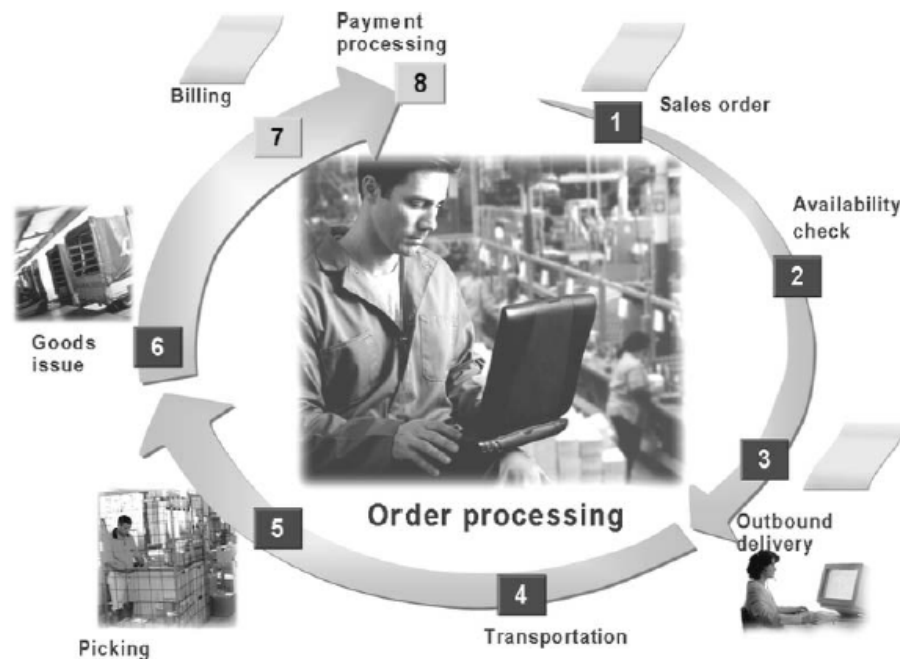 Payment
processing
8
Billing
7
1
Sales order
Availability
check
2
Goods
issue
6
3
Outbound
delivery
Order processing
5
4
Transportation
Picking